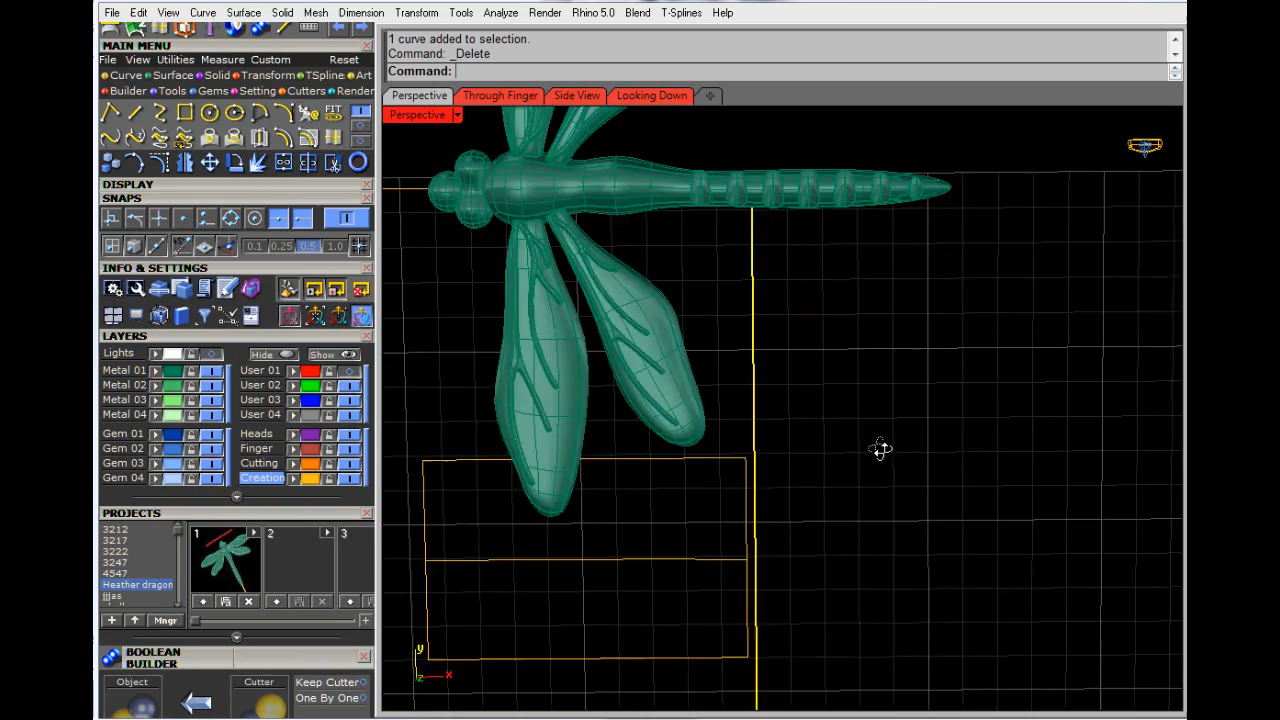 File Edit View Curve Surface Solid Mesh Dimension Transform Tools Analyze Render Rhino 5.0 Blend T-Splines Help
1 curve added to selection.
Command: _Delete
Command:
MAIN MENU
File View Utilities Measure Custom Reset
Curve Surface Solid Transform TSpline Art
Builder Tools Gems Setting Cutters Render
Perspective Through Finger Side View Looking Down
Perspective
FIT
DISPLAY
SNAPS
0.1 0.25 0.5 1.0
INFO & SETTINGS
LAYERS
Lights Hide Show
Metal 01 User 01
Metal 02 User 02
Metal 03 User 03
Metal 04 User 04
Gem 01 Heads
Gem 02 Finger
Gem 03 Cutting
Gem 04 Creation
PROJECTS
3212
3217
3222
3247
4547
Heather dragon
1 2 3
Mngr
BOOLEAN
BUILDER
Object Cutter Keep Cutter
One By One
y
z x